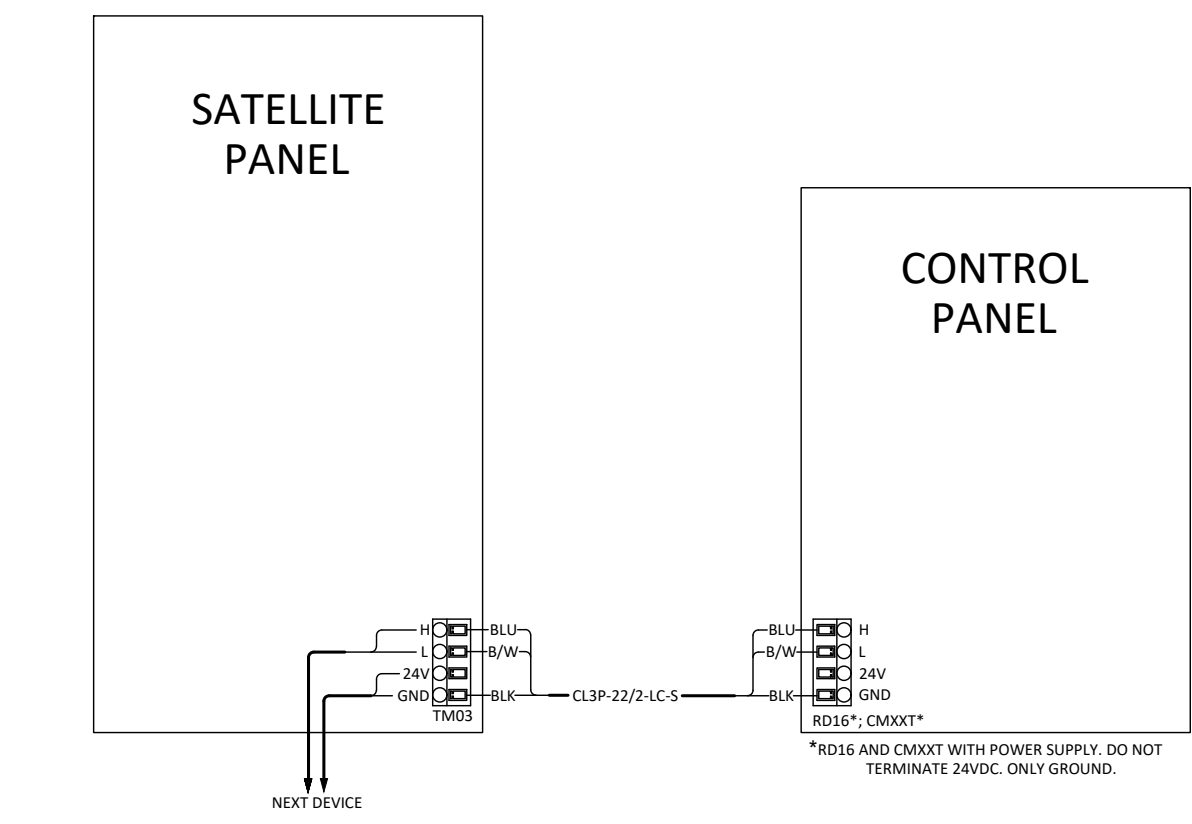 SATELLITE
PANEL
CONTROL
PANEL
H
BLU
L
B/W
24V
GND
BLK
TM03
CL3P-22/2-LC-S
BLU
H
B/W
L
24V
BLK
GND
RD16*; CMXXT*
*RD16 AND CMXXT WITH POWER SUPPLY. DO NOT
TERMINATE 24VDC. ONLY GROUND.
NEXT DEVICE